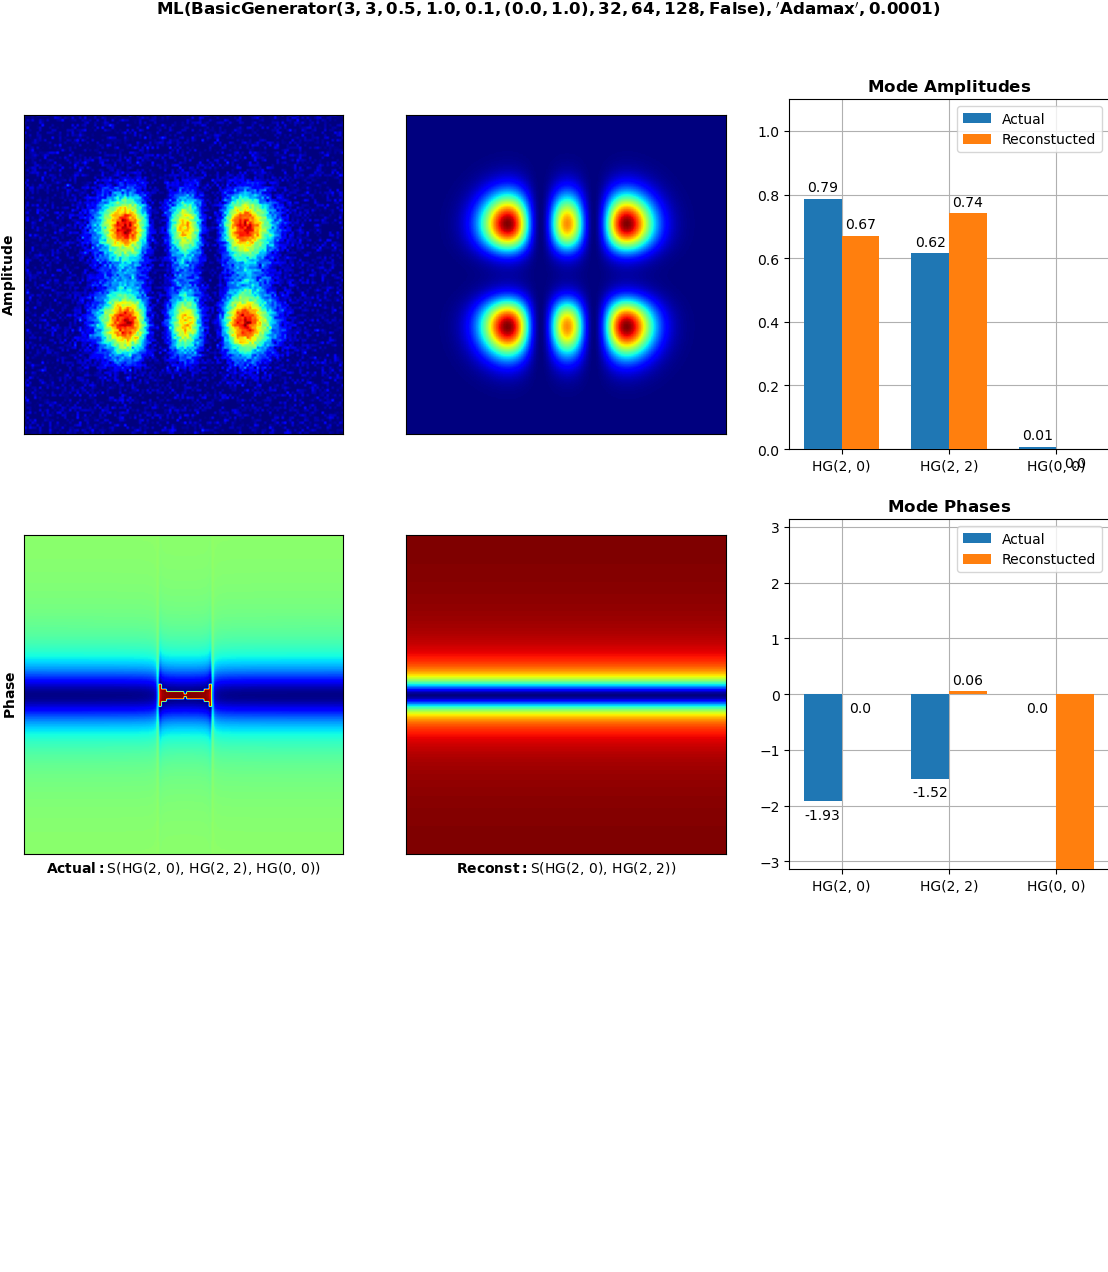 ML(BasicGenerator(3, 3, 0.5, 1.0, 0.1, (0.0, 1.0), 32, 64, 128, False), ′Adamax′, 0.0001)
Amplitude
Mode Amplitudes
Actual
Reconstucted
1.0
0.8
0.6
0.4
0.2
0.0
0.79
0.67
0.62
0.74
0.01
0.0
HG(2, 0)
HG(2, 2)
HG(0, 0)
Phase
Actual: S(HG(2, 0), HG(2, 2), HG(0, 0))
Reconst: S(HG(2, 0), HG(2, 2))
Mode Phases
Actual
Reconstucted
3
2
1
0
−1
−2
−3
-1.93
0.0
-1.52
0.06
0.0
HG(2, 0)
HG(2, 2)
HG(0, 0)